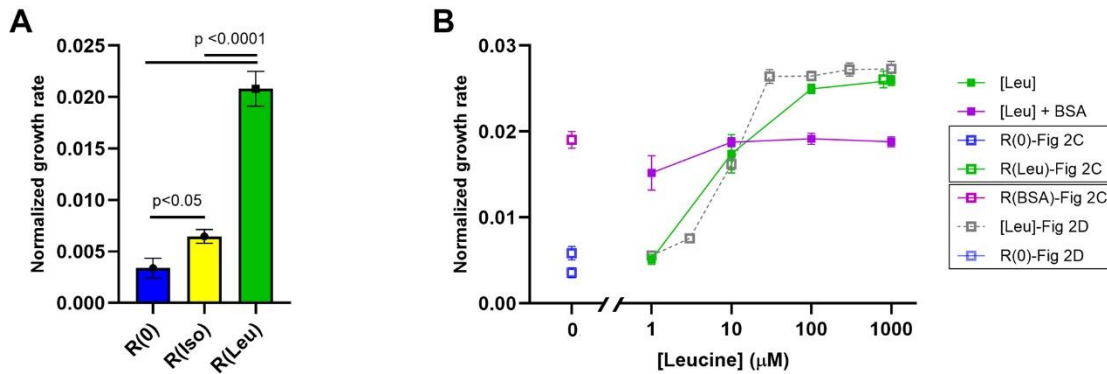 A
Normalized growth rate
0.025
0.020
0.015
0.010
0.005
0.000
p <0.0001
p<0.05
R(0)
R(Iso)
R(Leu)
B
Normalized growth rate
0.03
0.02
0.01
0.00
0
1
10
100
1000
[Leucine] (μM)
[Leu]
[Leu] + BSA
R(0)-Fig 2C
R(Leu)-Fig 2C
R(BSA)-Fig 2C
[Leu]-Fig 2D
R(0)-Fig 2D